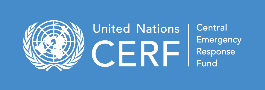 United Nations
CERF
Central
Emergency
Response
Fund